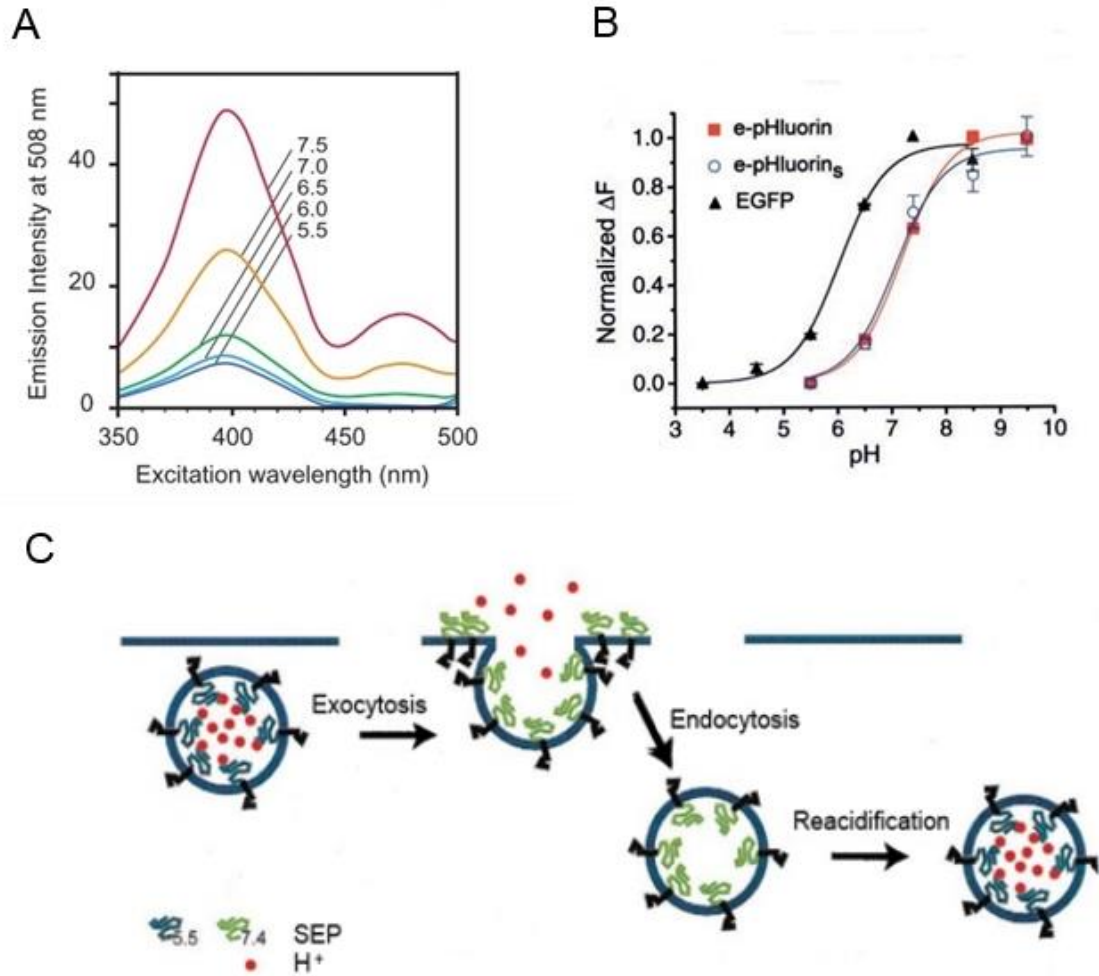 A
Emission Intensity at 508 nm
40
20
0
7.5
7.0
6.5
6.0
5.5
350
400
450
500
Excitation wavelength (nm)
B
Normalized ΔF
1.0
0.8
0.6
0.4
0.2
0.0
e-pHluorin
e-pHluorins
EGFP
3 4 5 6 7 8 9 10
pH
C
Exocytosis
Endocytosis
Reacidification
5.5 7.4 SEP
H+